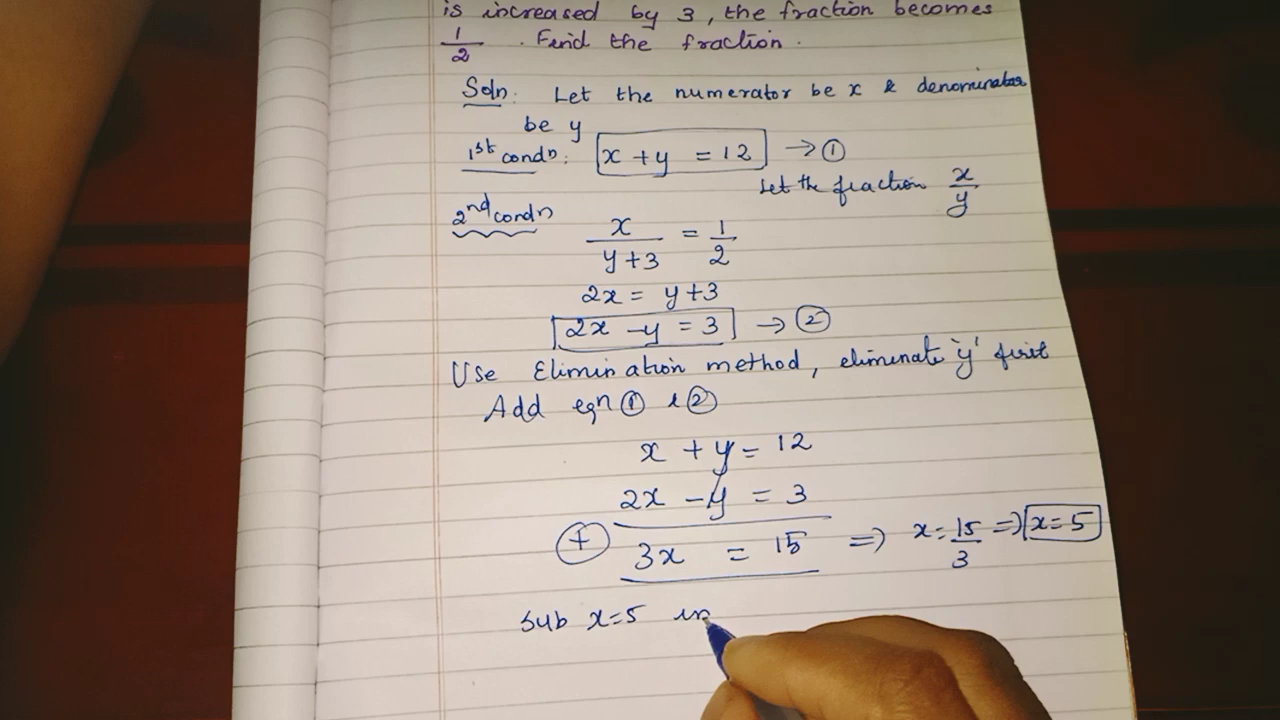 is increased by 3, the fraction becomes
1/2 . Find the fraction.
Soln: Let the numerator be x & denominator
be y
1st condn: x + y = 12 → ①
Let the fraction x/y
2nd condn
x/(y+3) = 1/2
2x = y+3
2x - y = 3 → ②
Use Elimination method, eliminate 'y' first
Add eqn ① & ②
x + y = 12
2x - y = 3
+ 3x = 15 ⇒ x = 15/3 ⇒ x = 5
Sub x=5 in